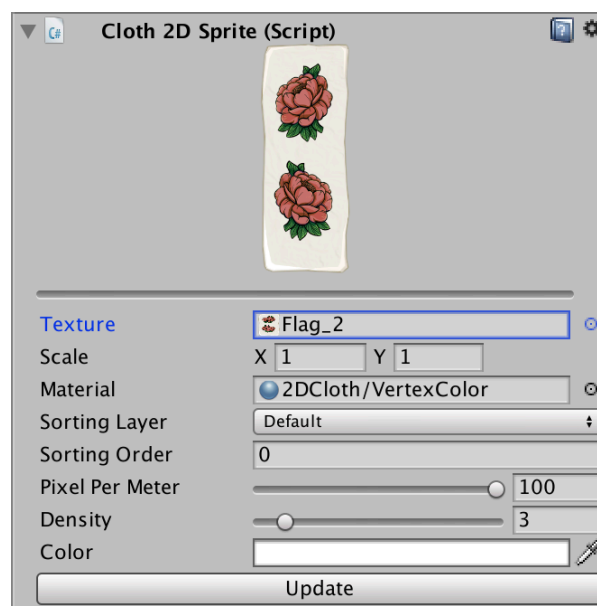 C#
Cloth 2D Sprite (Script)
Texture
Flag_2
Scale
X 1 Y 1
Material
2DCloth/VertexColor
Sorting Layer
Default
Sorting Order
0
Pixel Per Meter
100
Density
3
Color
Update